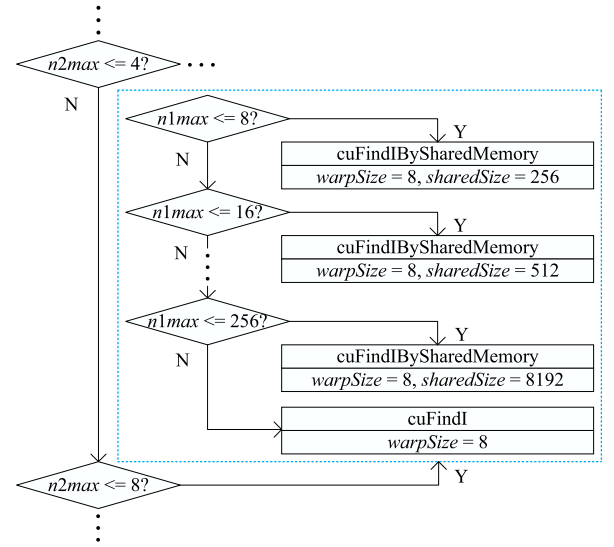 n2max <= 4?
N
n1max <= 8?
Y
N
cuFindIBySharedMemory
warpSize = 8, sharedSize = 256
n1max <= 16?
Y
N
cuFindIBySharedMemory
warpSize = 8, sharedSize = 512
n1max <= 256?
Y
N
cuFindIBySharedMemory
warpSize = 8, sharedSize = 8192
cuFindI
warpSize = 8
n2max <= 8?
Y